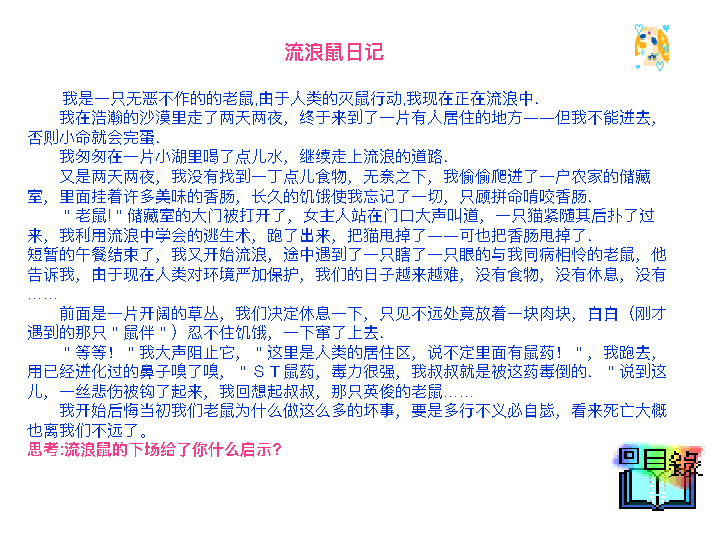 流浪鼠日记
我是一只无恶不作的的老鼠,由于人类的灭鼠行动,我现在正在流浪中.
我在浩瀚的沙漠里走了两天两夜，终于来到了一片有人居住的地方——但我不能进去，
否则小命就会完蛋.
我匆匆在一片小湖里喝了点儿水，继续走上流浪的道路.
又是两天两夜，我没有找到一丁点儿食物，无奈之下，我偷偷爬进了一户农家的储藏
室，里面挂着许多美味的香肠，长久的饥饿使我忘记了一切，只顾拼命啃咬香肠.
＂老鼠!＂储藏室的大门被打开了，女主人站在门口大声叫道，一只猫紧随其后扑了过
来，我利用流浪中学会的逃生术，跑了出来，把猫甩掉了——可也把香肠甩掉了.
短暂的午餐结束了，我又开始流浪，途中遇到了一只瞎了一只眼的与我同病相怜的老鼠，他
告诉我，由于现在人类对环境严加保护，我们的日子越来越难，没有食物，没有休息，没有
……
前面是一片开阔的草丛，我们决定休息一下，只见不远处竟放着一块肉块，白白（刚才
遇到的那只＂鼠伴＂）忍不住饥饿，一下窜了上去.
＂等等！＂我大声阻止它，＂这里是人类的居住区，说不定里面有鼠药！＂，我跑去，
用已经进化过的鼻子嗅了嗅，＂ＳＴ鼠药，毒力很强，我叔叔就是被这药毒倒的．＂说到这
儿，一丝悲伤被钩了起来，我回想起叔叔，那只英俊的老鼠……
我开始后悔当初我们老鼠为什么做这么多的坏事，要是多行不义必自毙，看来死亡大概
也离我们不远了。
思考:流浪鼠的下场给了你什么启示?
回目錄